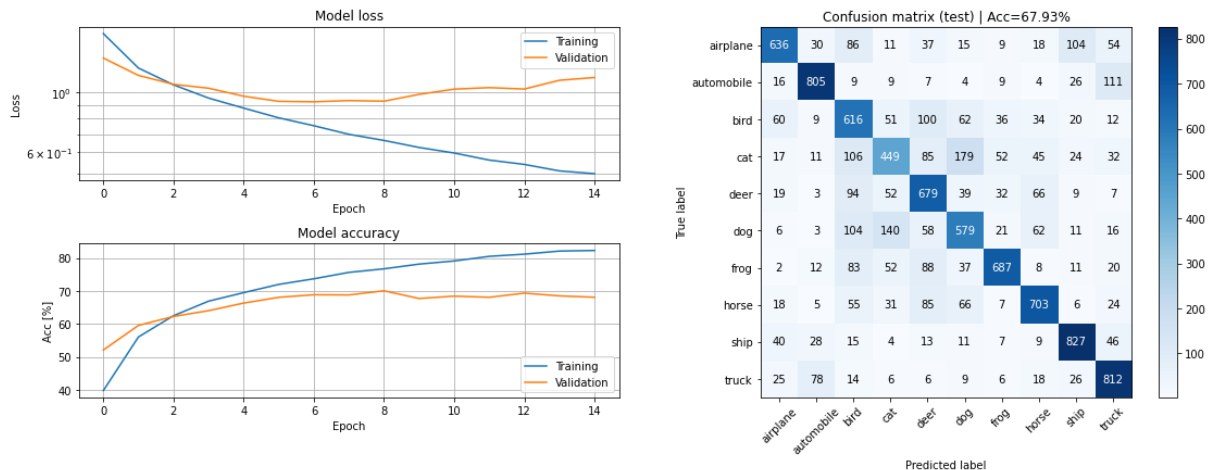 Model loss
Training
Validation
10⁰
6 × 10⁻¹
Loss
0 2 4 6 8 10 12 14
Epoch
Model accuracy
80
70
60
50
40
Acc [%]
Training
Validation
0 2 4 6 8 10 12 14
Epoch
Confusion matrix (test) | Acc=67.93%
True label
airplane 636 30 86 11 37 15 9 18 104 54
automobile 16 805 9 9 7 4 9 4 26 111
bird 60 9 616 51 100 62 36 34 20 12
cat 17 11 106 449 85 179 52 45 24 32
deer 19 3 94 52 679 39 32 66 9 7
dog 6 3 104 140 58 579 21 62 11 16
frog 2 12 83 52 88 37 687 8 11 20
horse 18 5 55 31 85 66 7 703 6 24
ship 40 28 15 4 13 11 7 9 827 46
truck 25 78 14 6 6 9 6 18 26 812
airplane automobile bird cat deer dog frog horse ship truck
Predicted label
800
700
600
500
400
300
200
100